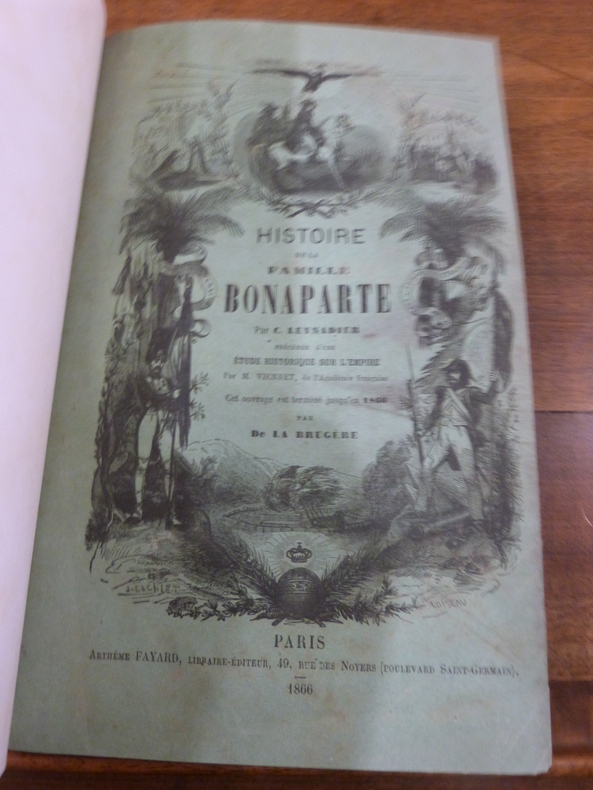 HISTOIRE
DE LA
FAMILLE
BONAPARTE
Par C. LEYNADIER
PRÉCÉDÉE D'UNE
ÉTUDE HISTORIQUE SUR L'EMPIRE
Par M. VIENNET, de l'Académie française
Cet ouvrage est terminé jusqu'en 1866
PAR
De LA BRUGÈRE
PARIS
ARTHÈME FAYARD, LIBRAIRE-ÉDITEUR, 49, RUE DES NOYERS (BOULEVARD SAINT-GERMAIN).
1866